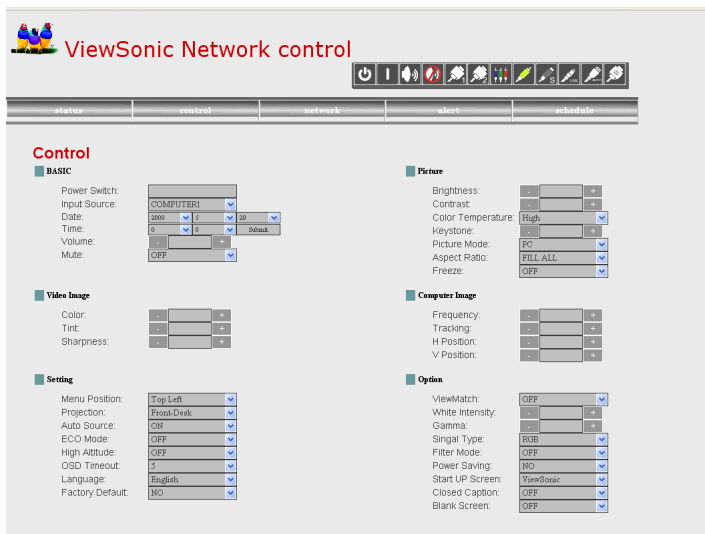 ViewSonic Network control
status control network alert schedule
Control
BASIC
Power Switch:
Input Source: COMPUTER1
Date: 2009 5 29
Time: 0 0 Submit
Volume: - +
Mute: OFF
Picture
Brightness: - +
Contrast: - +
Color Temperature: High
Keystone: - +
Picture Mode: PC
Aspect Ratio: FILL ALL
Freeze: OFF
Video Image
Color: - +
Tint: - +
Sharpness: - +
Computer Image
Frequency: - +
Tracking: - +
H Position: - +
V Position: - +
Setting
Menu Position: Top Left
Projection: Front-Desk
Auto Source: ON
ECO Mode: OFF
High Altitude: OFF
OSD Timeout: 5
Language: English
Factory Default: NO
Option
ViewMatch: OFF
White Intensity: - +
Gamma: - +
Singal Type: RGB
Filter Mode: OFF
Power Saving: NO
Start UP Screen: ViewSonic
Closed Caption: OFF
Blank Screen: OFF